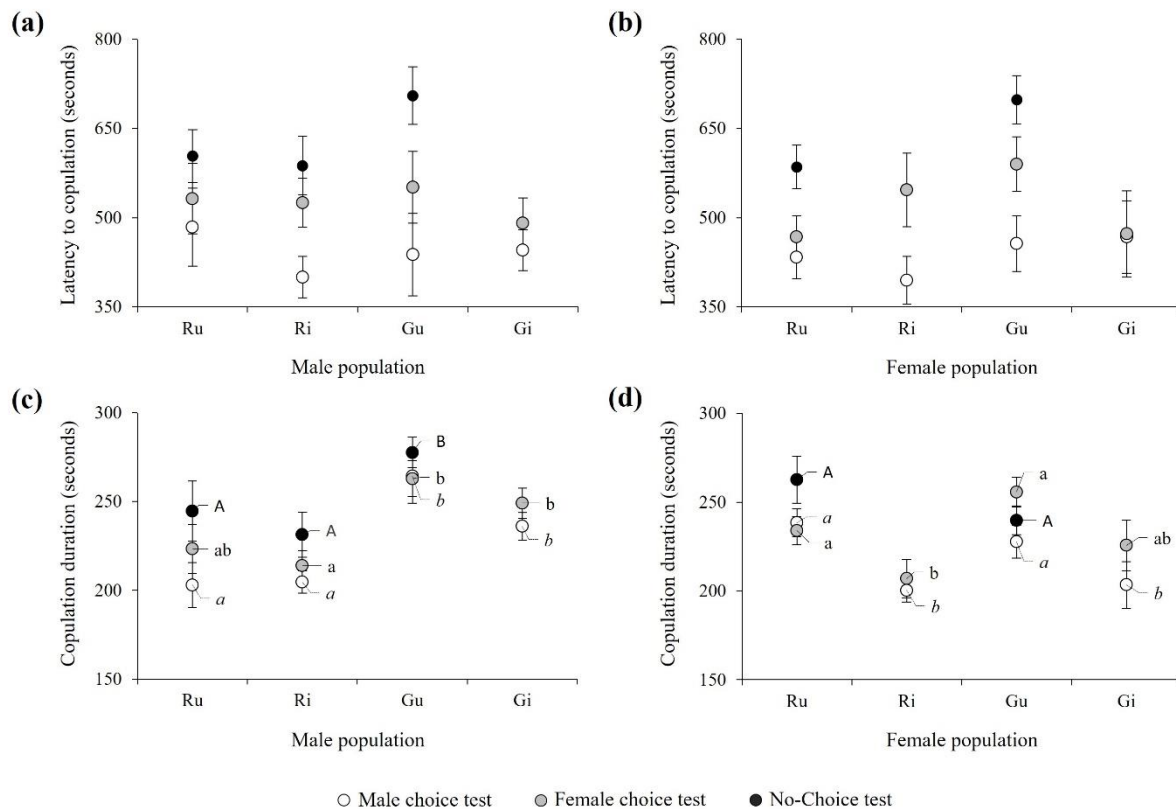 (a)
800
650
500
350
Latency to copulation (seconds)
Ru Ri Gu Gi
Male population
(b)
800
650
500
350
Latency to copulation (seconds)
Ru Ri Gu Gi
Female population
(c)
300
250
200
150
Copulation duration (seconds)
A
ab
a
A
a
a
B
b
b
b
b
Ru Ri Gu Gi
Male population
(d)
300
250
200
150
Copulation duration (seconds)
A
a
a
b
b
a
A
a
ab
b
Ru Ri Gu Gi
Female population
Male choice test Female choice test No-Choice test